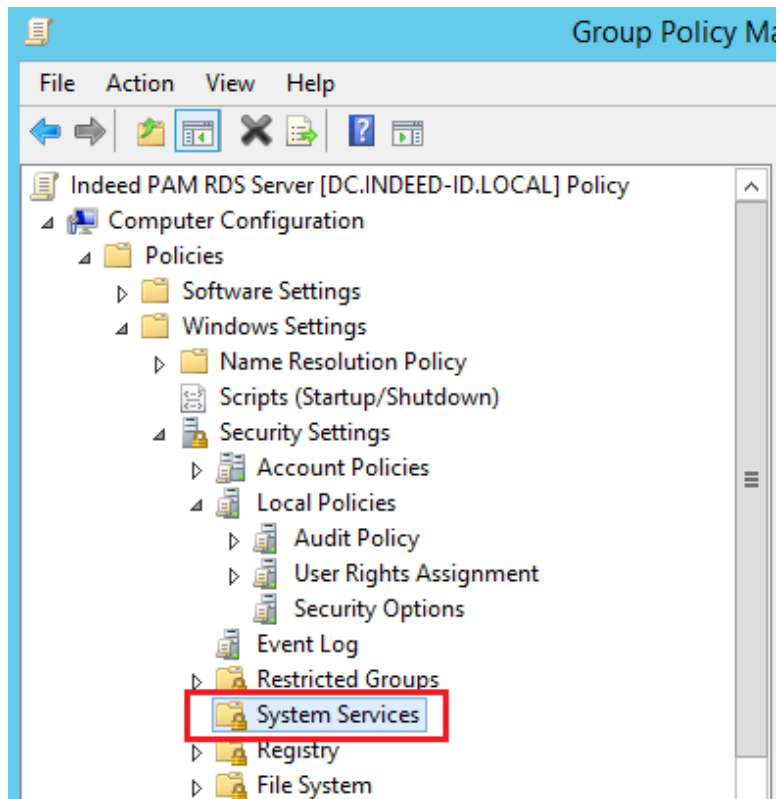 Group Policy Ma
File Action View Help
Indeed PAM RDS Server [DC.INDEED-ID.LOCAL] Policy
Computer Configuration
Policies
Software Settings
Windows Settings
Name Resolution Policy
Scripts (Startup/Shutdown)
Security Settings
Account Policies
Local Policies
Audit Policy
User Rights Assignment
Security Options
Event Log
Restricted Groups
System Services
Registry
File System